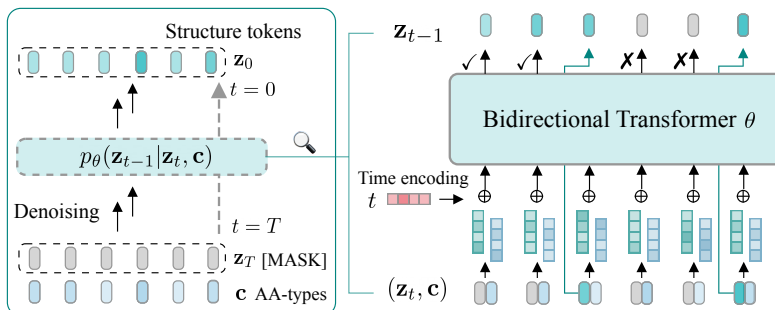 Structure tokens
z₀
t = 0
pθ(zₜ₋₁|zₜ, c)
Denoising
t = T
z_T [MASK]
c AA-types
zₜ₋₁
✓ ✓ ✗ ✗
Bidirectional Transformer θ
Time encoding
t
(zₜ, c)